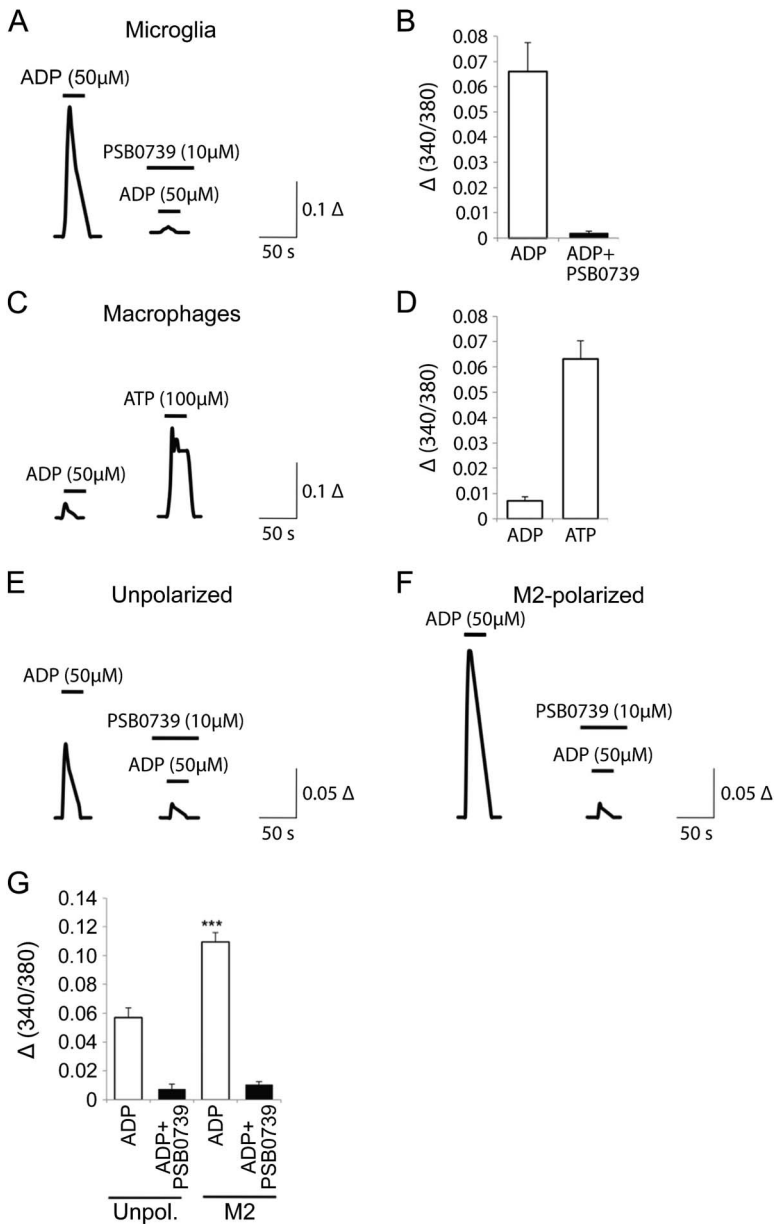 A
Microglia
ADP (50µM)
PSB0739 (10µM)
ADP (50µM)
0.1 Δ
50 s
B
Δ (340/380)
0.08
0.07
0.06
0.05
0.04
0.03
0.02
0.01
0
ADP
ADP+
PSB0739
C
Macrophages
ATP (100µM)
ADP (50µM)
0.1 Δ
50 s
D
Δ (340/380)
0.08
0.07
0.06
0.05
0.04
0.03
0.02
0.01
0
ADP
ATP
E
Unpolarized
ADP (50µM)
PSB0739 (10µM)
ADP (50µM)
0.05 Δ
50 s
F
M2-polarized
ADP (50µM)
PSB0739 (10µM)
ADP (50µM)
0.05 Δ
50 s
G
Δ (340/380)
0.14
0.12
0.10
0.06
0.04
0.02
0
***
ADP
ADP+
PSB0739
ADP
ADP+
PSB0739
Unpol.
M2